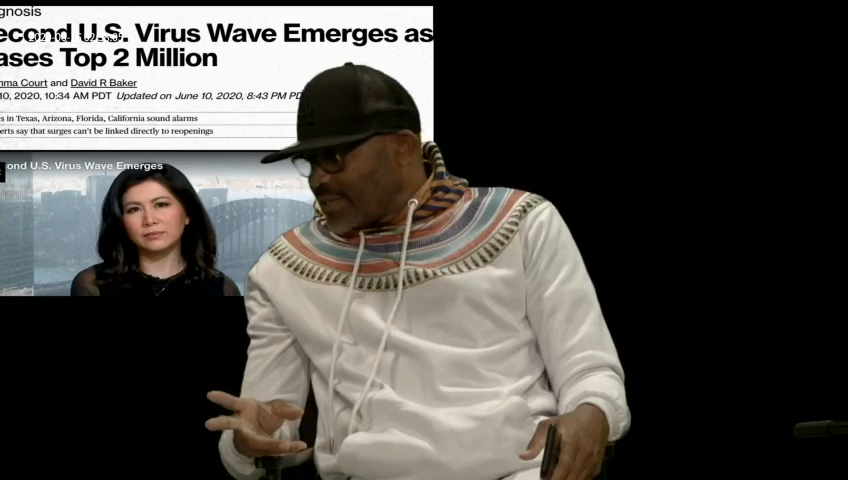 gnosis
econd U.S. Virus Wave Emerges as
ases Top 2 Million
mma Court and David R Baker
10, 2020, 10:34 AM PDT Updated on June 10, 2020, 8:43 PM PD
s in Texas, Arizona, Florida, California sound alarms
erts say that surges can't be linked directly to reopenings
ond U.S. Virus Wave Emerges